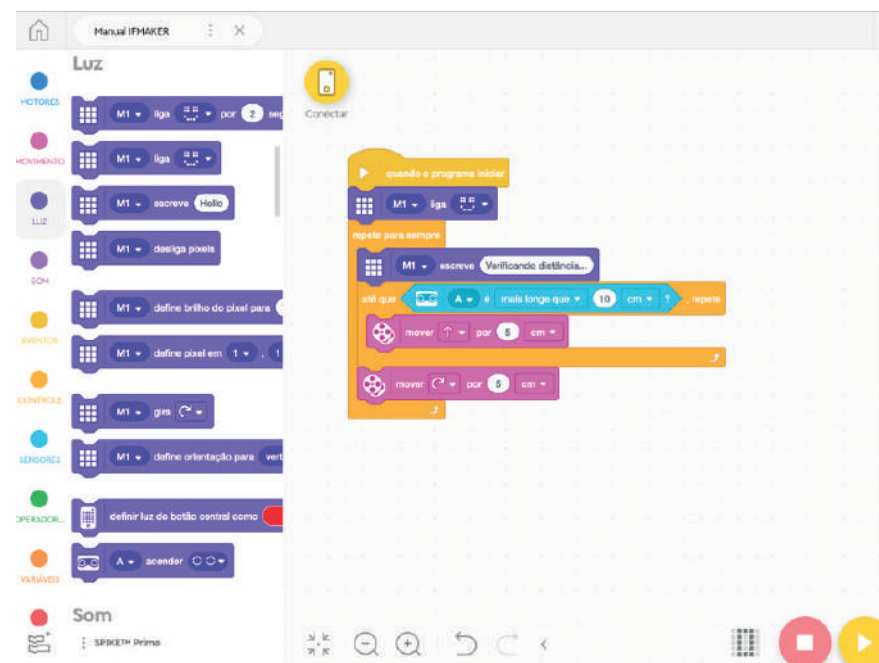 Manual IFMAKER
Luz
MOTORES
MOVIMENTO
LUZ
SOM
EVENTOS
CONTROLE
SENSORES
OPERADOR...
VARIÁVEIS
M1 liga por 2 seg
M1 liga
M1 escreve Hello
M1 desliga pixels
M1 define brilho do pixel para
M1 define pixel em 1 , 1
M1 gira
M1 define orientação para vert
definir luz do botão central como
A acender
Som
SPIKE™ Prime
Conectar
quando o programa iniciar
M1 liga
repete para sempre
M1 escreve Verificando distância...
até que A é mais longe que 10 cm ? , repete
mover por 5 cm
mover por 5 cm